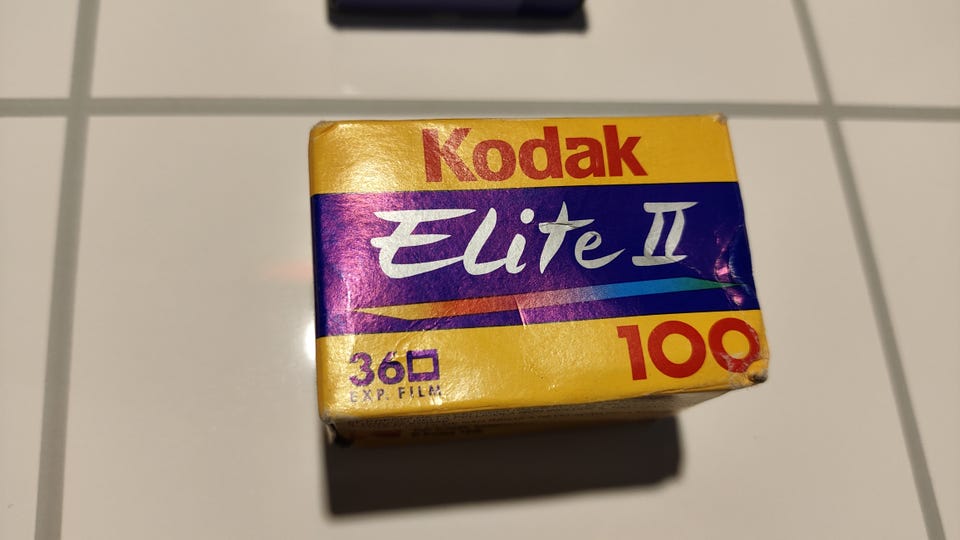 Kodak
Elite II
100
36
EXP. FILM